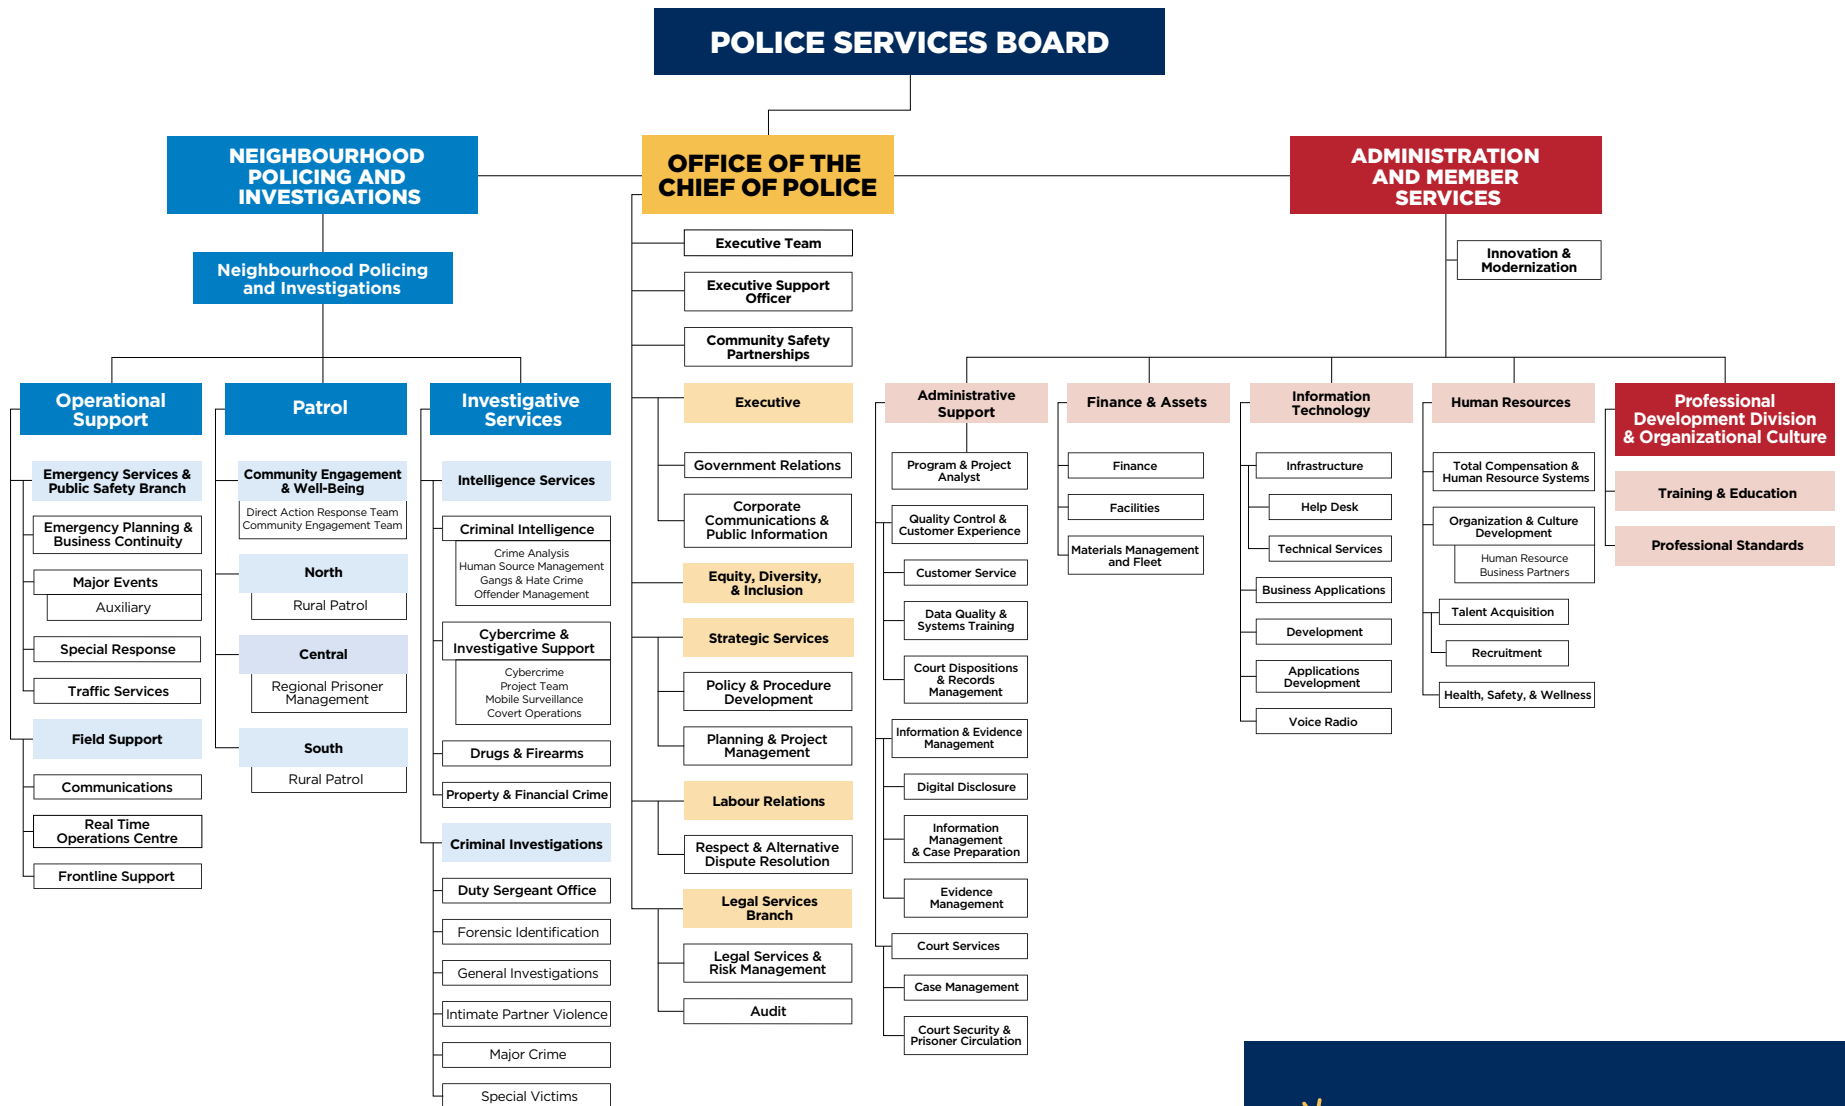 POLICE SERVICES BOARD
NEIGHBOURHOOD
POLICING AND
INVESTIGATIONS
OFFICE OF THE
CHIEF OF POLICE
ADMINISTRATION
AND MEMBER
SERVICES
Neighbourhood Policing
and Investigations
Operational
Support
Emergency Services &
Public Safety Branch
Emergency Planning &
Business Continuity
Major Events
Auxiliary
Special Response
Traffic Services
Field Support
Communications
Real Time
Operations Centre
Frontline Support
Patrol
Community Engagement
& Well-Being
Direct Action Response Team
Community Engagement Team
North
Rural Patrol
Central
Regional Prisoner
Management
South
Rural Patrol
Investigative
Services
Intelligence Services
Criminal Intelligence
Crime Analysis
Human Source Management
Gangs & Hate Crime
Offender Management
Cybercrime &
Investigative Support
Cybercrime
Project Team
Mobile Surveillance
Covert Operations
Drugs & Firearms
Property & Financial Crime
Criminal Investigations
Duty Sergeant Office
Forensic Identification
General Investigations
Intimate Partner Violence
Major Crime
Special Victims
Executive Team
Executive Support
Officer
Community Safety
Partnerships
Executive
Government Relations
Corporate
Communications &
Public Information
Equity, Diversity,
& Inclusion
Strategic Services
Policy & Procedure
Development
Planning & Project
Management
Labour Relations
Respect & Alternative
Dispute Resolution
Legal Services
Branch
Legal Services &
Risk Management
Audit
Innovation &
Modernization
Administrative
Support
Program & Project
Analyst
Quality Control &
Customer Experience
Customer Service
Data Quality &
Systems Training
Court Dispositions
& Records
Management
Information & Evidence
Management
Digital Disclosure
Information
Management
& Case Preparation
Evidence
Management
Court Services
Case Management
Court Security &
Prisoner Circulation
Finance & Assets
Finance
Facilities
Materials Management
and Fleet
Information
Technology
Infrastructure
Help Desk
Technical Services
Business Applications
Development
Applications
Development
Voice Radio
Human Resources
Total Compensation &
Human Resource Systems
Organization & Culture
Development
Human Resource
Business Partners
Talent Acquisition
Recruitment
Health, Safety, & Wellness
Professional
Development Division
& Organizational Culture
Training & Education
Professional Standards